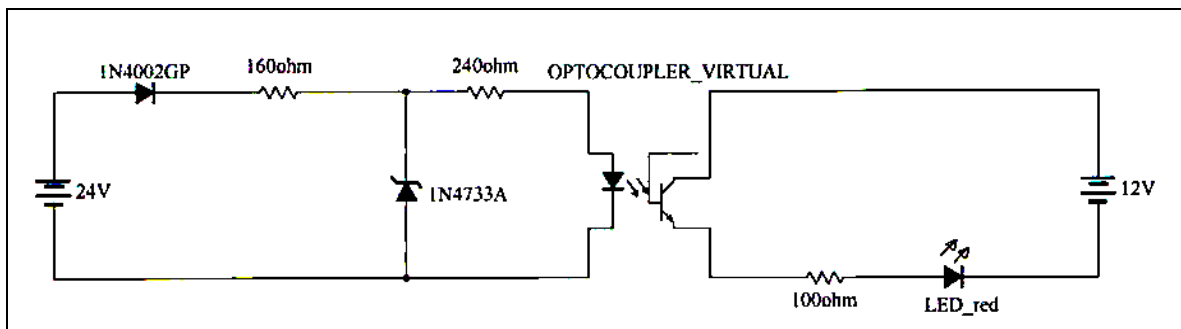 1N4002GP
160ohm
240ohm
OPTOCOUPLER_VIRTUAL
24V
1N4733A
12V
100ohm
LED_red